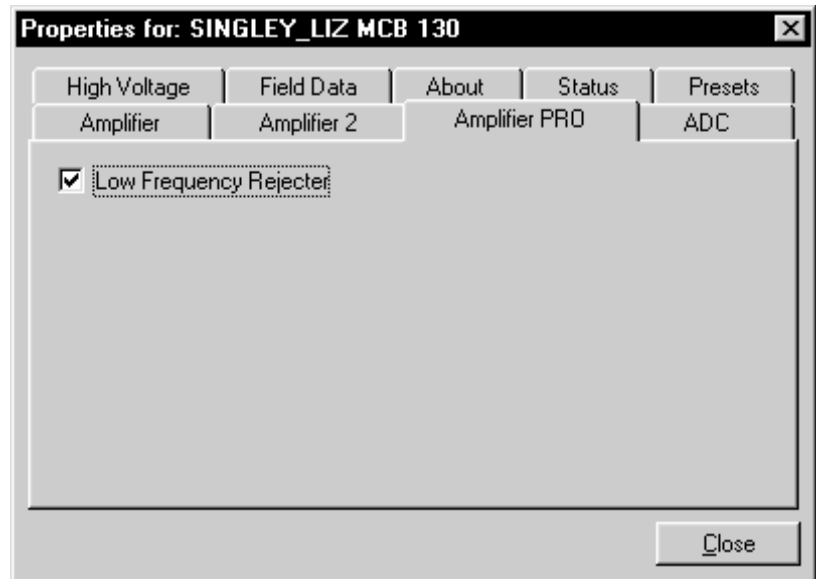 Properties for: SINGLEY_LIZ MCB 130
High Voltage Field Data About Status Presets
Amplifier Amplifier 2 Amplifier PRO ADC
Low Frequency Rejecter
Close